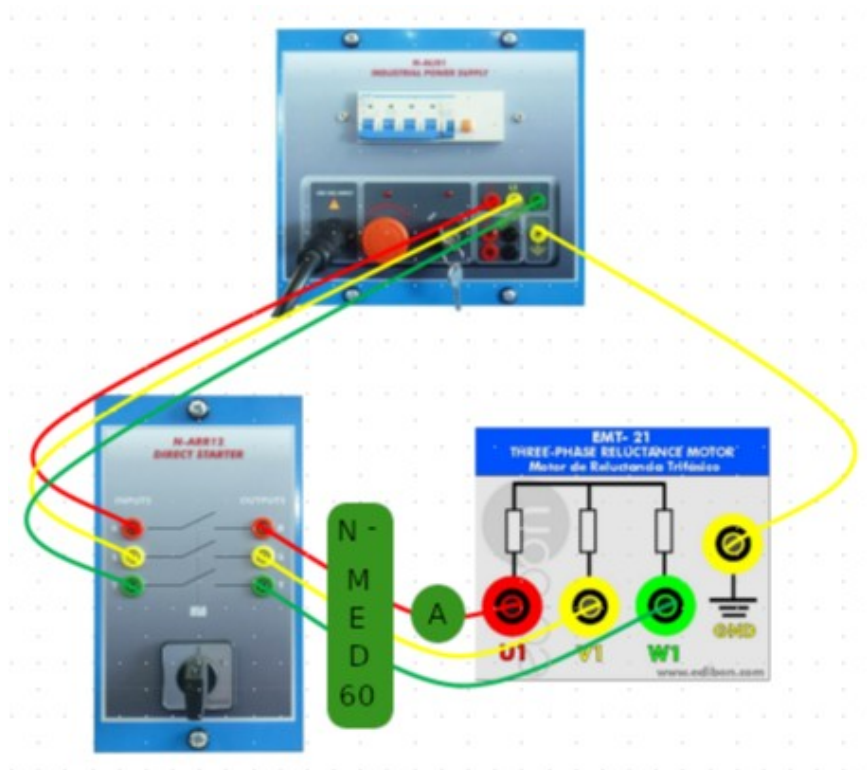 N-ALI01
INDUSTRIAL POWER SUPPLY
N-ARR12
DIRECT STARTER
INPUTS
OUTPUTS
N -
M
E
D
60
A
EMT- 21
THREE-PHASE RELUCTANCE MOTOR
Motor de Reluctancia Trifásico
U1
V1
W1
GND
www.edibon.com